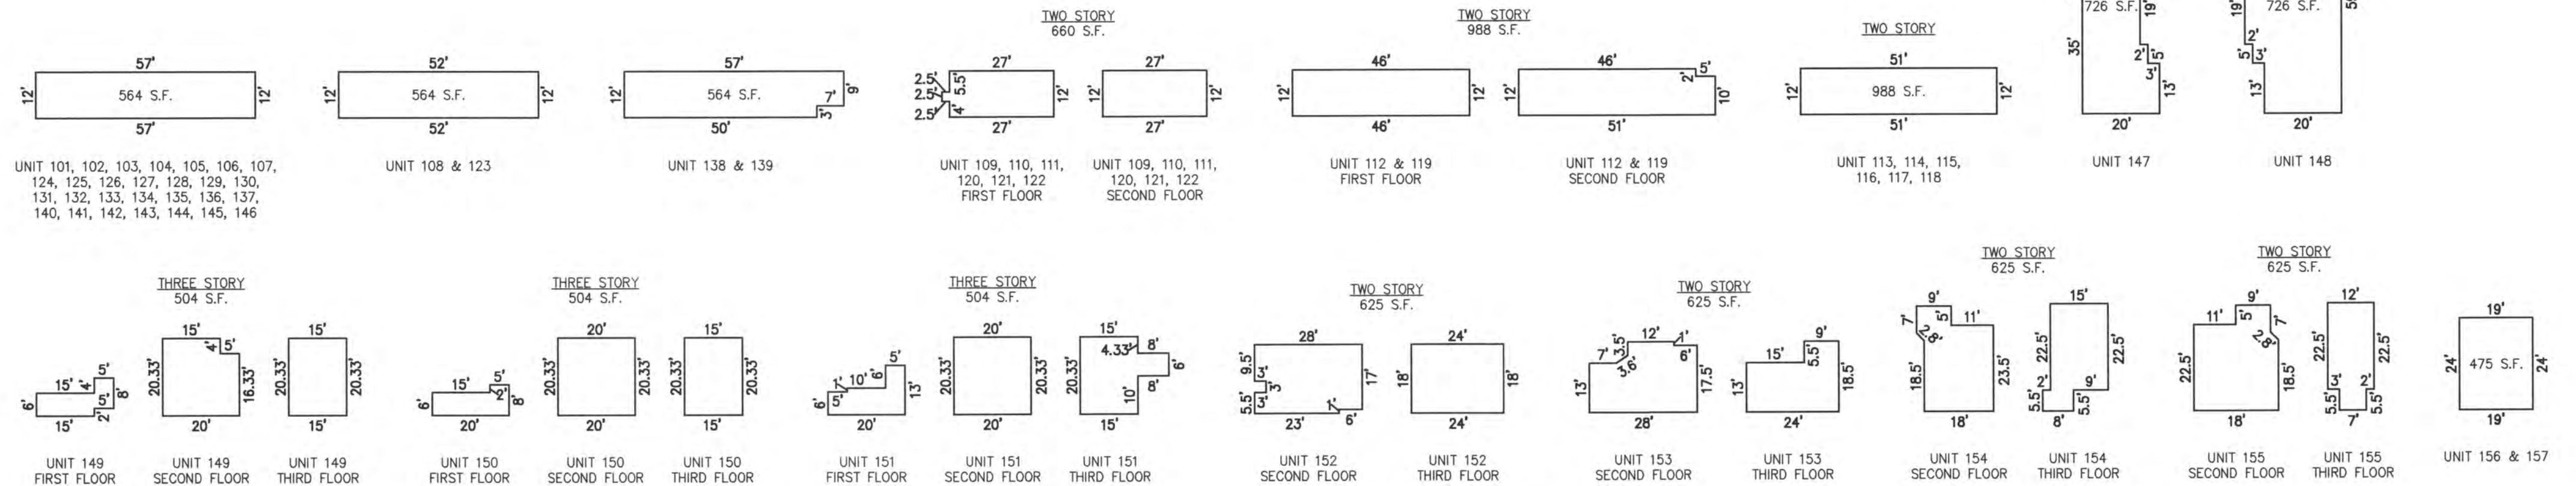 57'
12'
564 S.F.
12'
57'
UNIT 101, 102, 103, 104, 105, 106, 107,
124, 125, 126, 127, 128, 129, 130,
131, 132, 133, 134, 135, 136, 137,
140, 141, 142, 143, 144, 145, 146
52'
12'
564 S.F.
12'
52'
UNIT 108 & 123
57'
12'
564 S.F.
9'
7'
3'
50'
UNIT 138 & 139
TWO STORY
660 S.F.
27'
2.5'
5.5'
2.5'
12'
2.5'
4'
27'
UNIT 109, 110, 111,
120, 121, 122
FIRST FLOOR
27'
12'
12'
27'
UNIT 109, 110, 111,
120, 121, 122
SECOND FLOOR
TWO STORY
988 S.F.
46'
12'
12'
46'
UNIT 112 & 119
FIRST FLOOR
46'
5'
2'
12'
10'
51'
UNIT 112 & 119
SECOND FLOOR
TWO STORY
51'
12'
988 S.F.
12'
51'
UNIT 113, 114, 115,
116, 117, 118
726 S.F.
19'
35'
2'
5'
3'
13'
20'
UNIT 147
19'
726 S.F.
2'
5'
3'
13'
20'
UNIT 148
THREE STORY
504 S.F.
5'
15'
4'
8'
6'
5'
2'
15'
UNIT 149
FIRST FLOOR
15'
4'
5'
20.33'
16.33'
20'
UNIT 149
SECOND FLOOR
15'
20.33'
20.33'
15'
UNIT 149
THIRD FLOOR
THREE STORY
504 S.F.
15'
5'
2'
6'
8'
20'
UNIT 150
FIRST FLOOR
20'
20.33'
20.33'
20'
UNIT 150
SECOND FLOOR
15'
20.33'
20.33'
15'
UNIT 150
THIRD FLOOR
THREE STORY
504 S.F.
5'
1'
10'
6'
13'
6'
5'
20'
UNIT 151
FIRST FLOOR
20'
20.33'
20.33'
20'
UNIT 151
SECOND FLOOR
15'
4.33'
8'
20.33'
6'
8'
10'
15'
UNIT 151
THIRD FLOOR
TWO STORY
625 S.F.
28'
9.5'
3'
3'
17'
5.5'
3'
1'
23'
6'
UNIT 152
SECOND FLOOR
24'
18'
18'
24'
UNIT 152
THIRD FLOOR
TWO STORY
625 S.F.
12'
1'
3.5'
7'
3.6'
6'
13'
17.5'
28'
UNIT 153
SECOND FLOOR
9'
15'
5.5'
13'
18.5'
24'
UNIT 153
THIRD FLOOR
TWO STORY
625 S.F.
9'
7'
5'
11'
2.8'
18.5'
23.5'
18'
UNIT 154
SECOND FLOOR
15'
22.5'
22.5'
2'
9'
5.5'
5.5'
8'
UNIT 154
THIRD FLOOR
TWO STORY
625 S.F.
9'
11'
5'
7'
2.8'
22.5'
18.5'
18'
UNIT 155
SECOND FLOOR
12'
22.5'
22.5'
3'
2'
5.5'
5.5'
7'
UNIT 155
THIRD FLOOR
19'
24'
475 S.F.
24'
19'
UNIT 156 & 157